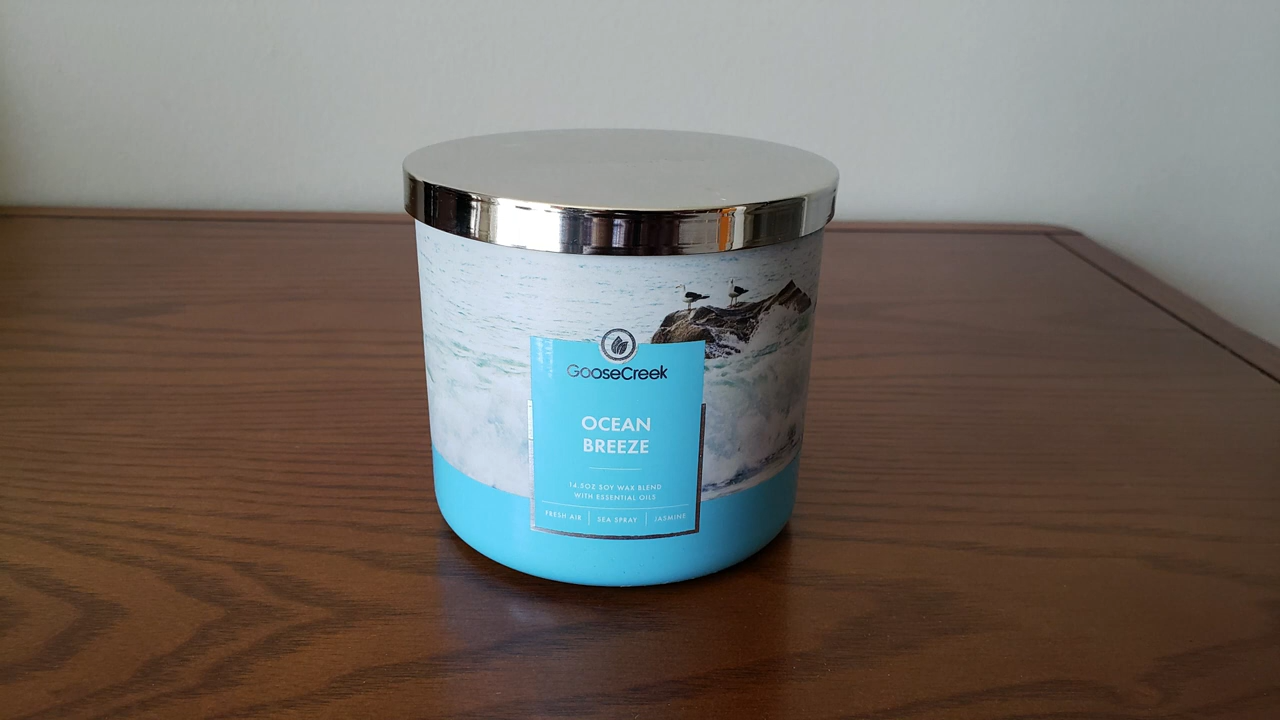 GooseCreek
OCEAN
BREEZE
14.5OZ SOY WAX BLEND
WITH ESSENTIAL OILS
FRESH AIR | SEA SPRAY | JASMINE